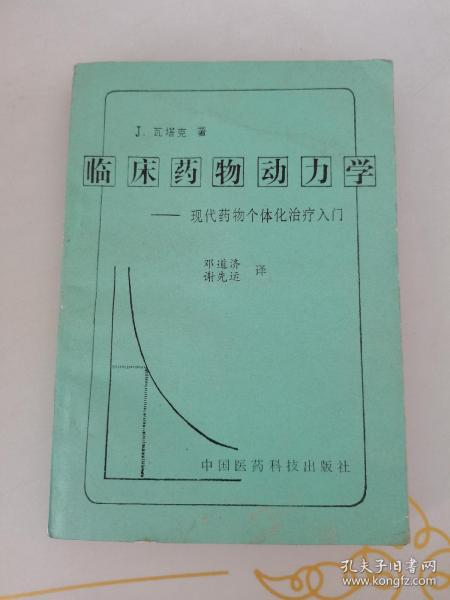 J. 瓦塔克 著
临床药物动力学
——现代药物个体化治疗入门
邓道济
谢先运 译
中国医药科技出版社
孔夫子旧书网
www.kongfz.com